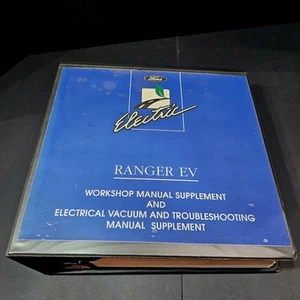 Ford
Electric
RANGER EV
WORKSHOP MANUAL SUPPLEMENT
AND
ELECTRICAL VACUUM AND TROUBLESHOOTING
MANUAL SUPPLEMENT